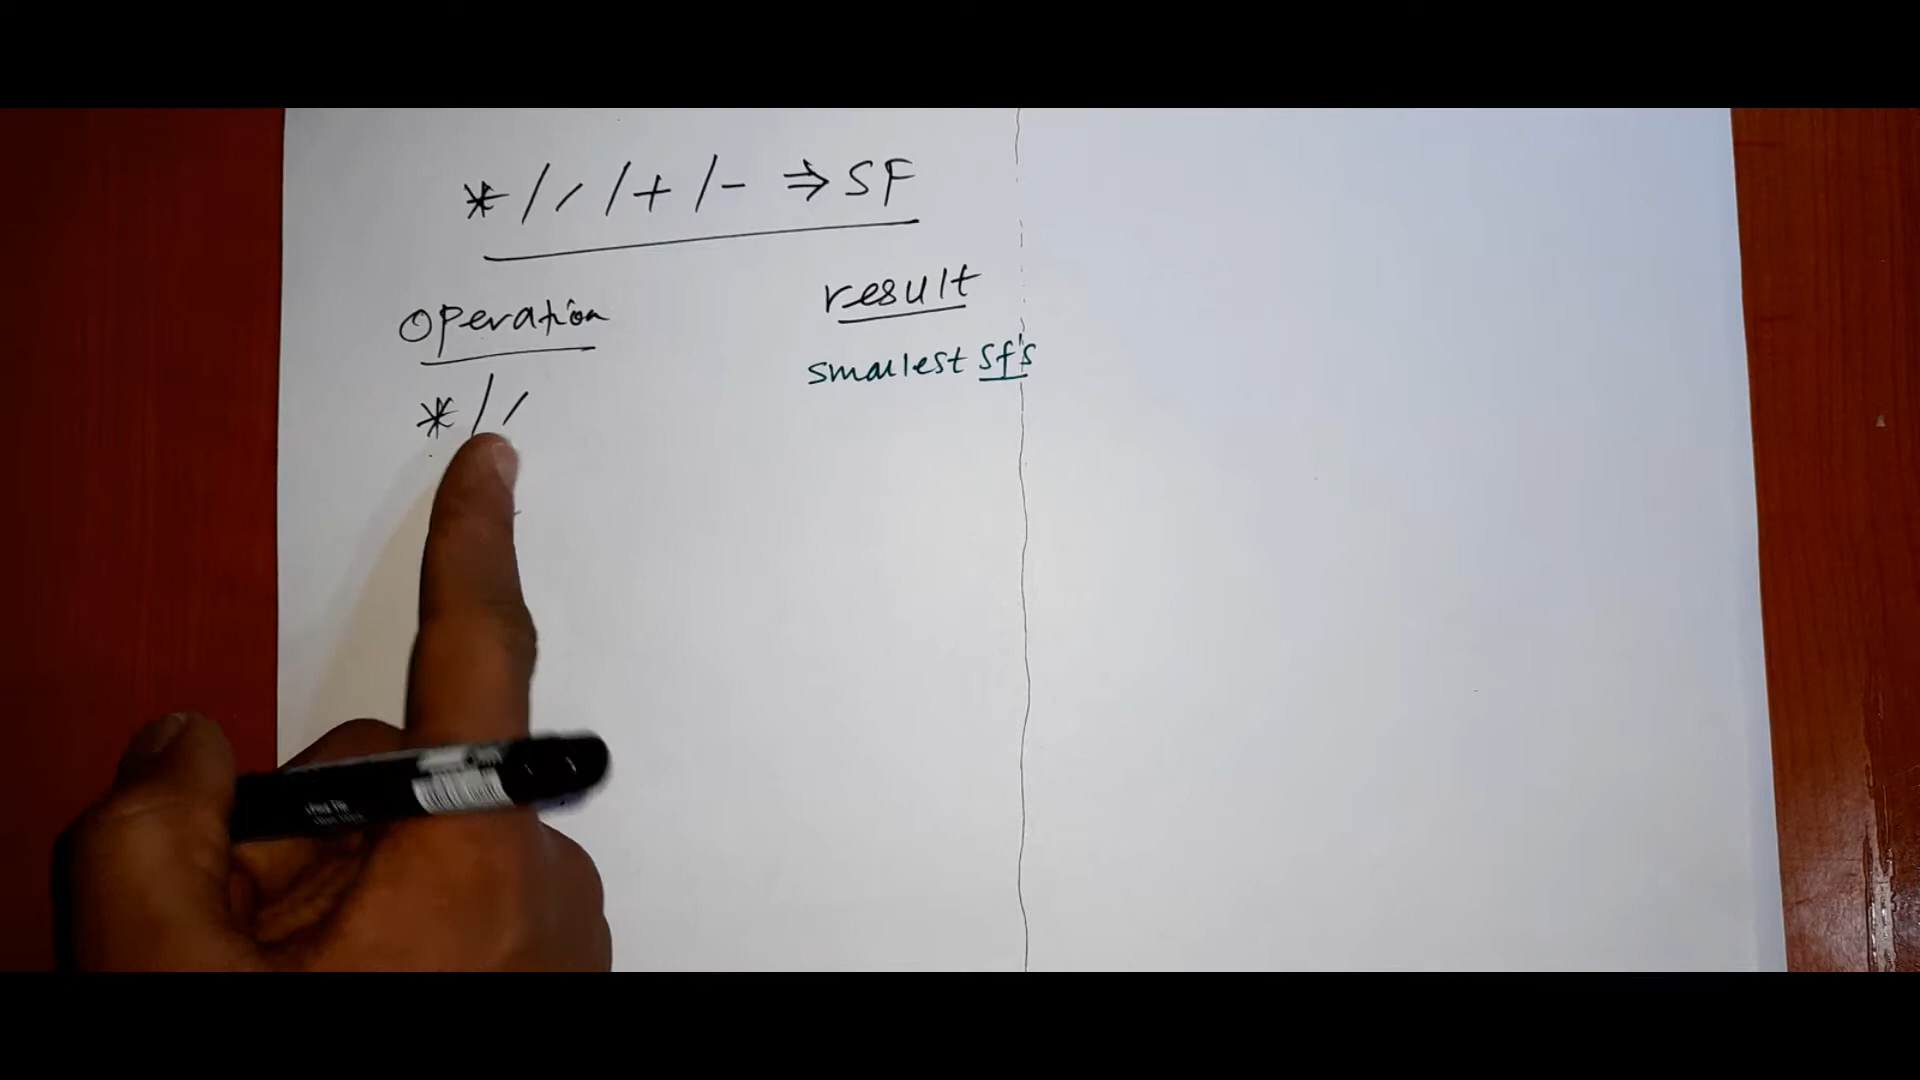 * / / / + / - ⇒ SF
Operation
result
smallest sf's
* / /